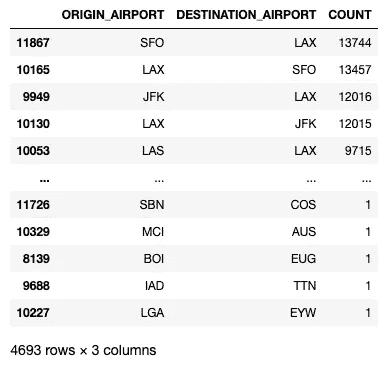 ORIGIN_AIRPORT DESTINATION_AIRPORT COUNT
11867 SFO LAX 13744
10165 LAX SFO 13457
9949 JFK LAX 12016
10130 LAX JFK 12015
10053 LAS LAX 9715
... ... ... ...
11726 SBN COS 1
10329 MCI AUS 1
8139 BOI EUG 1
9688 IAD TTN 1
10227 LGA EYW 1
4693 rows × 3 columns